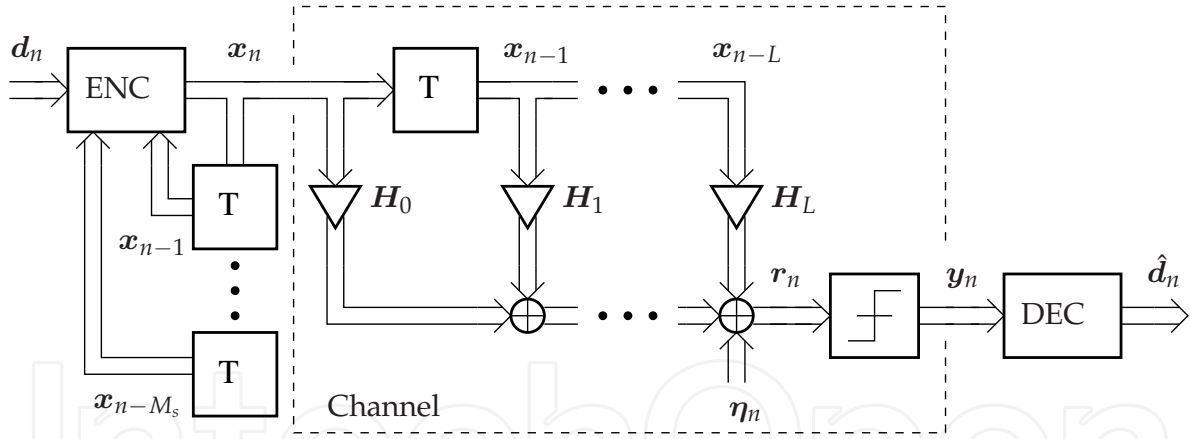 d_n
ENC
x_n
T
x_{n-1}
x_{n-L}
T
x_{n-1}
T
x_{n-M_s}
H_0
H_1
H_L
r_n
y_n
DEC
\hat{d}_n
Channel
η_n
IntechOpen